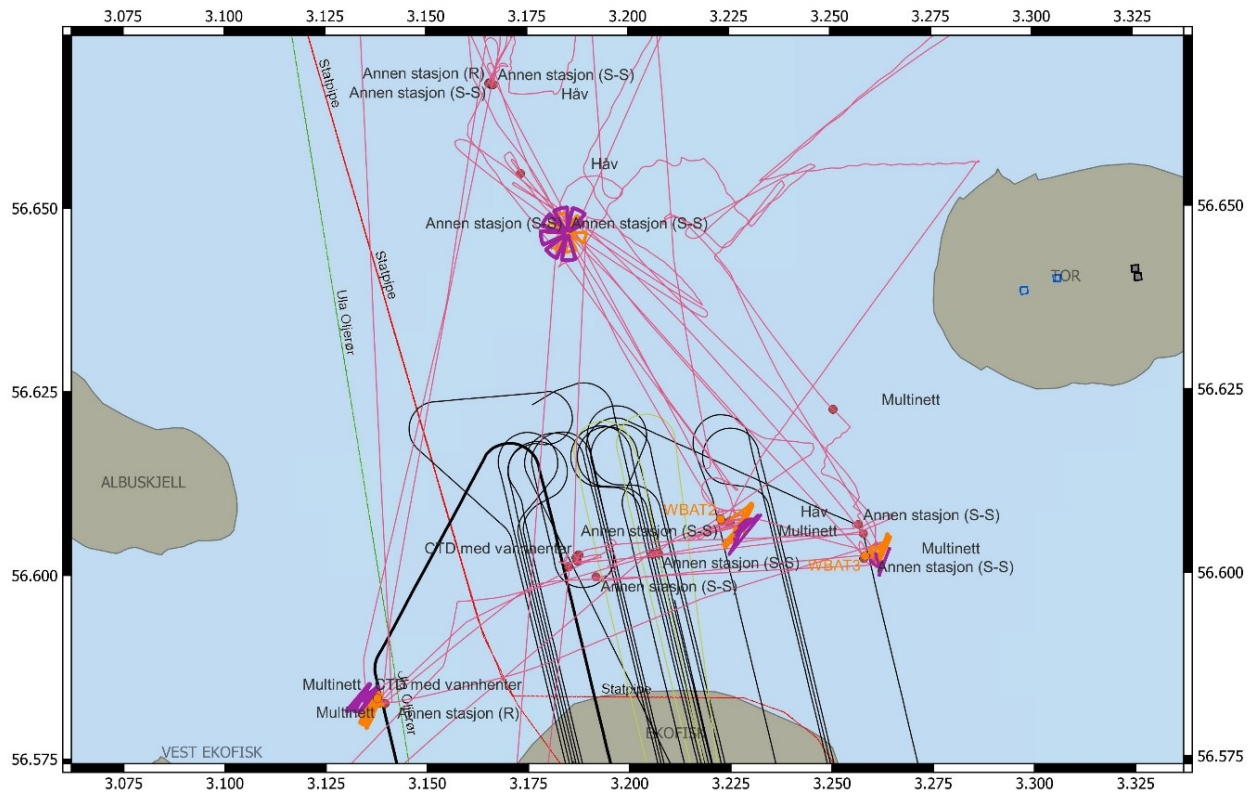 3.075 3.100 3.125 3.150 3.175 3.200 3.225 3.250 3.275 3.300 3.325
Statpipe
Annen stasjon (R) Annen stasjon (S-S)
Annen stasjon (S-S) Håv
Håv
56.650 56.650
Annen stasjon (S-S) Annen stasjon (S-S)
Statpipe
TOR
Ula Oljerør
56.625 56.625
Multinett
ALBUSKJELL
WBAT2 Håv Annen stasjon (S-S)
Annen stasjon (S-S) Multinett
CTD med vannhenter Multinett
Annen stasjon (S-S) WBAT3 Annen stasjon (S-S)
56.600 56.600
Annen stasjon (S-S)
Multinett CTD med vannhenter
Statpipe
Ula Oljerør
Multinett Annen stasjon (R)
EKOFISK
VEST EKOFISK
56.575 56.575
3.075 3.100 3.125 3.150 3.175 3.200 3.225 3.250 3.275 3.300 3.325